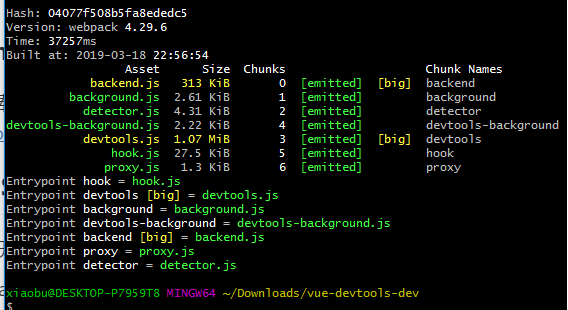 Hash: 04077f508b5fa8ededc5
Version: webpack 4.29.6
Time: 37257ms
Built at: 2019-03-18 22:56:54
Asset Size Chunks Chunk Names
backend.js 313 KiB 0 [emitted] [big] backend
background.js 2.61 KiB 1 [emitted] background
detector.js 4.31 KiB 2 [emitted] detector
devtools-background.js 2.22 KiB 4 [emitted] devtools-background
devtools.js 1.07 MiB 3 [emitted] [big] devtools
hook.js 27.5 KiB 5 [emitted] hook
proxy.js 1.3 KiB 6 [emitted] proxy
Entrypoint hook = hook.js
Entrypoint devtools [big] = devtools.js
Entrypoint background = background.js
Entrypoint devtools-background = devtools-background.js
Entrypoint backend [big] = backend.js
Entrypoint proxy = proxy.js
Entrypoint detector = detector.js
xiaobu@DESKTOP-P7959T8 MINGW64 ~/Downloads/vue-devtools-dev
$